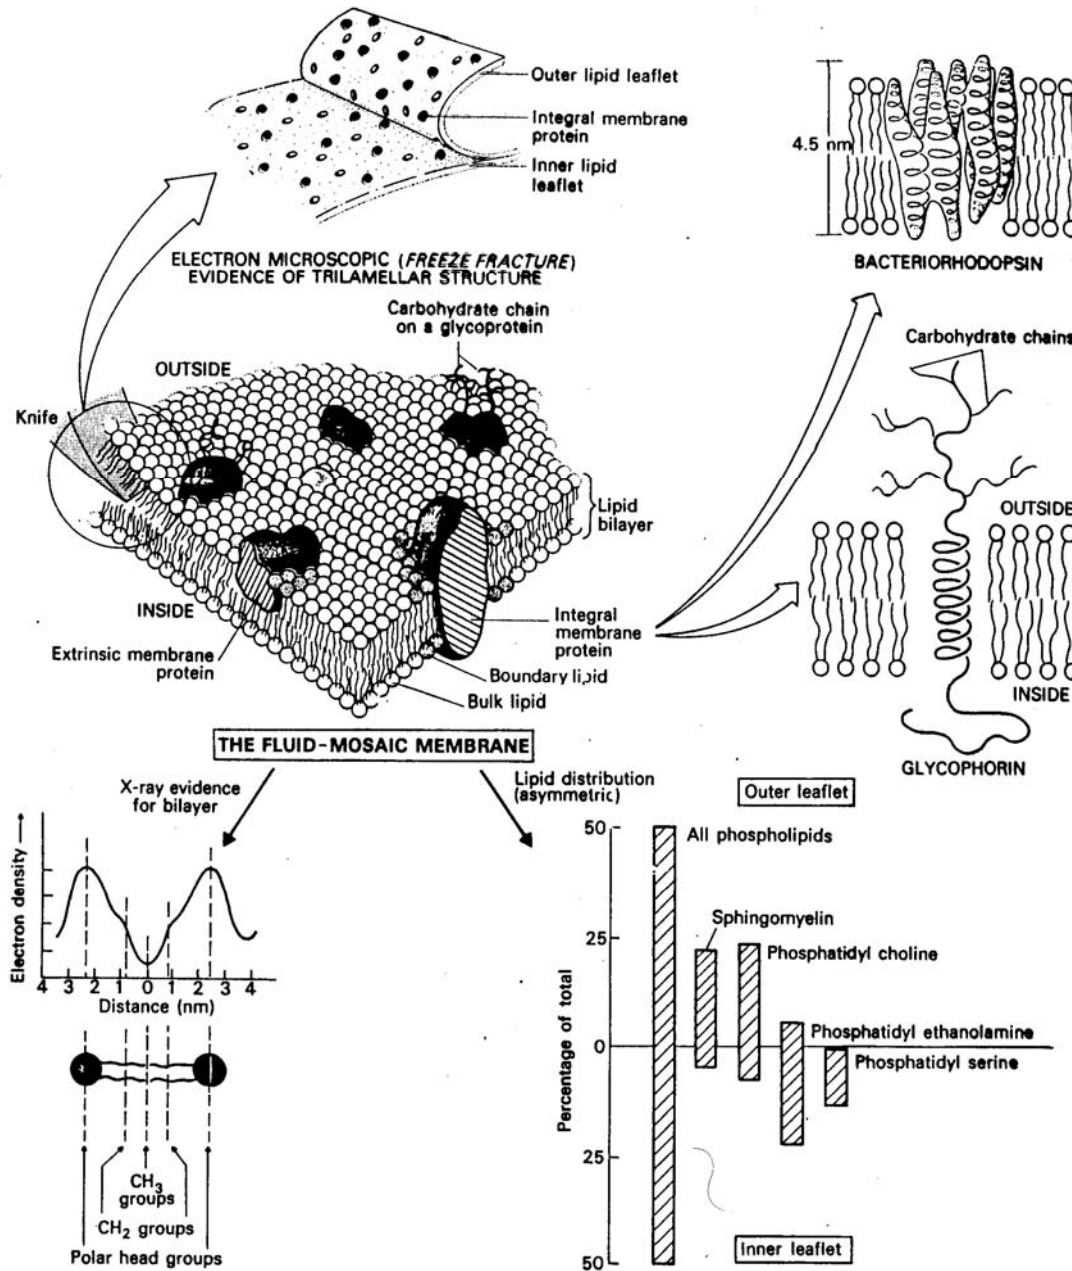 Outer lipid leaflet
Integral membrane
protein
Inner lipid
leaflet
4.5 nm
BACTERIORHODOPSIN
ELECTRON MICROSCOPIC (FREEZE FRACTURE)
EVIDENCE OF TRILAMELLAR STRUCTURE
Carbohydrate chain
on a glycoprotein
OUTSIDE
Knife
Lipid
bilayer
INSIDE
Extrinsic membrane
protein
Integral
membrane
protein
Boundary lipid
Bulk lipid
Carbohydrate chains
OUTSIDE
INSIDE
GLYCOPHORIN
THE FLUID-MOSAIC MEMBRANE
X-ray evidence
for bilayer
Electron density
4 3 2 1 0 1 2 3 4
Distance (nm)
CH3
groups
CH2 groups
Polar head groups
Lipid distribution
(asymmetric)
Outer leaflet
50
All phospholipids
Sphingomyelin
25
Phosphatidyl choline
Phosphatidyl ethanolamine
0
Phosphatidyl serine
Percentage of total
25
Inner leaflet
50